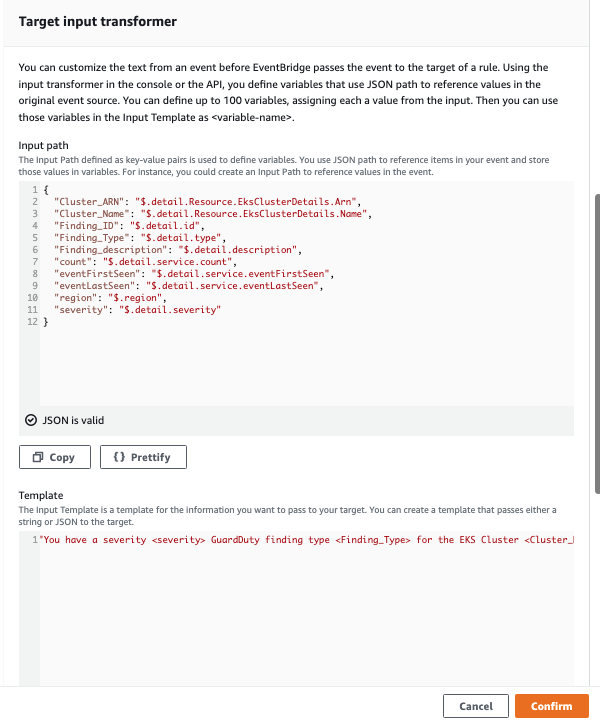 Target input transformer
You can customize the text from an event before EventBridge passes the event to the target of a rule. Using the
input transformer in the console or the API, you define variables that use JSON path to reference values in the
original event source. You can define up to 100 variables, assigning each a value from the input. Then you can use
those variables in the Input Template as <variable-name>.
Input path
The Input Path defined as key-value pairs is used to define variables. You use JSON path to reference items in your event and store
those values in variables. For instance, you could create an Input Path to reference values in the event.
1 {
2 "Cluster_ARN": "$.detail.Resource.EksClusterDetails.Arn",
3 "Cluster_Name": "$.detail.Resource.EksClusterDetails.Name",
4 "Finding_ID": "$.detail.id",
5 "Finding_Type": "$.detail.type",
6 "Finding_description": "$.detail.description",
7 "count": "$.detail.service.count",
8 "eventFirstSeen": "$.detail.service.eventFirstSeen",
9 "eventLastSeen": "$.detail.service.eventLastSeen",
10 "region": "$.region",
11 "severity": "$.detail.severity"
12 }
JSON is valid
Copy
{} Prettify
Template
The Input Template is a template for the information you want to pass to your target. You can create a template that passes either a
string or JSON to the target.
1 "You have a severity <severity> GuardDuty finding type <Finding_Type> for the EKS Cluster <Cluster_
Cancel
Confirm